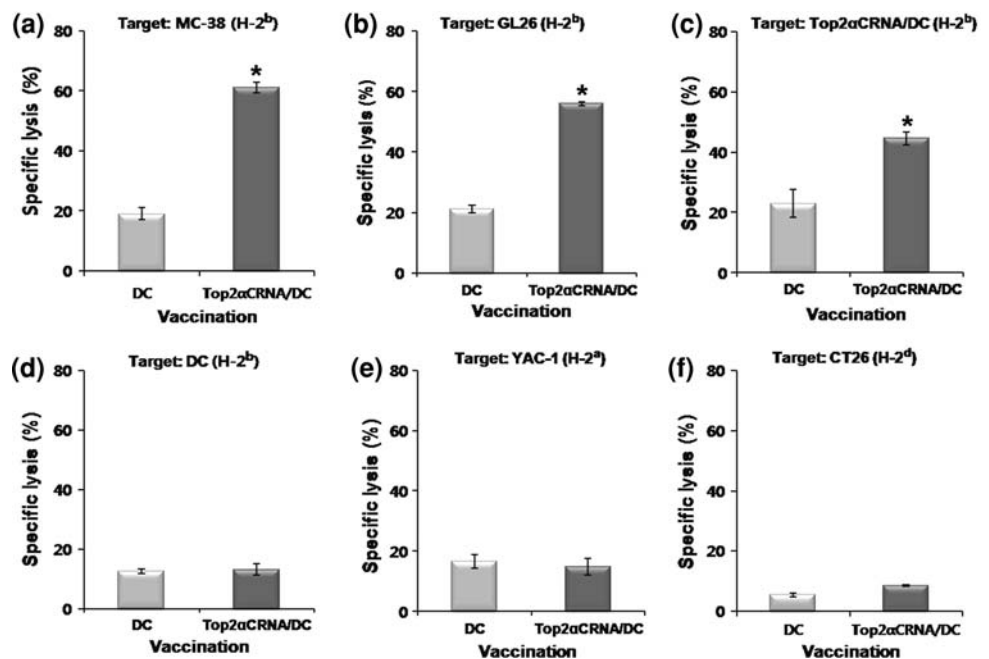 (a) Target: MC-38 (H-2ᵇ)
Specific lysis (%)
80
60
40
20
0
*
DC Top2αCRNA/DC
Vaccination
(b) Target: GL26 (H-2ᵇ)
Specific lysis (%)
80
60
40
20
0
*
DC Top2αCRNA/DC
Vaccination
(c) Target: Top2αCRNA/DC (H-2ᵇ)
Specific lysis (%)
80
60
40
20
0
*
DC Top2αCRNA/DC
Vaccination
(d) Target: DC (H-2ᵇ)
Specific lysis (%)
80
60
40
20
0
DC Top2αCRNA/DC
Vaccination
(e) Target: YAC-1 (H-2ᵃ)
Specific lysis (%)
80
60
40
20
0
DC Top2αCRNA/DC
Vaccination
(f) Target: CT26 (H-2ᵈ)
Specific lysis (%)
80
60
40
20
0
DC Top2αCRNA/DC
Vaccination